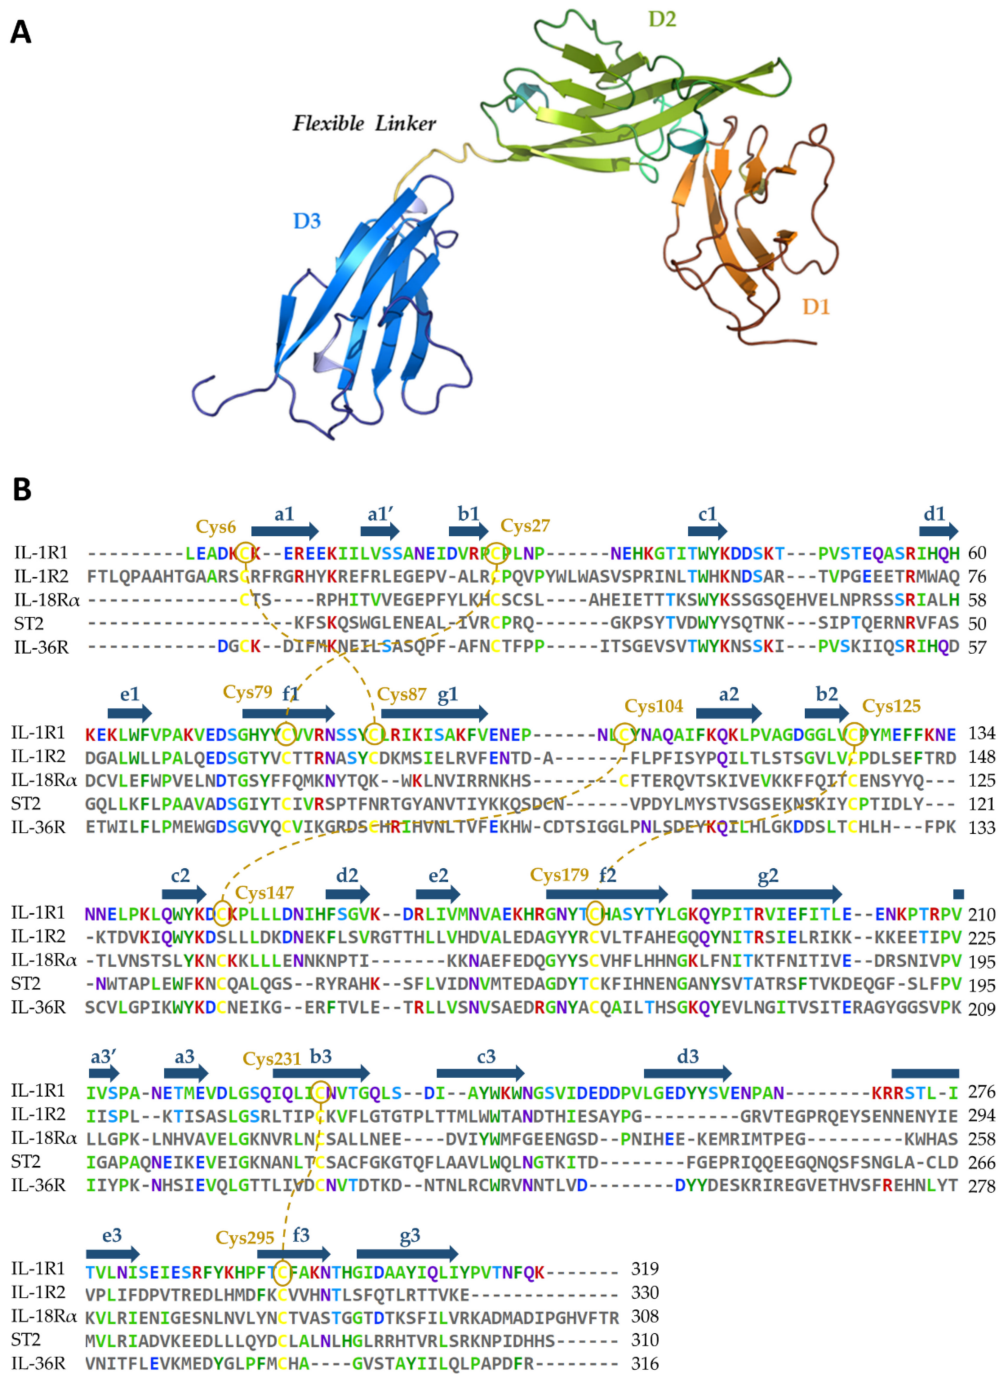 A
D2
Flexible Linker
D3
D1
B
Cys6 a1 a1′ b1 Cys27 c1 d1
IL-1R1 ----------LEADKCK--EREEKIILVSSANEIDVRPCPLNP------NEHKGTITWYKDDSKT---PVSTEQASRIHQH 60
IL-1R2 FTLQPAAHTGAARSCRFRGRHYKREFRLEGEPV-ALRCPQVPYWLWASVSPRINLTWHKNDSAR---TVPGEEETRMWAQ 76
IL-18Rα CTS----RPHITVVEGEPFYLKHCSCSL---AHEIETTTKSWYKSSGSQEHVELNPRSSSRIALH 58
ST2 KFSKQSWGLENEAL-IVRCPRQ------GKPSYTVDWYYSQTNK---SIPTQERNRVFAS 50
IL-36R DGCK--DIFMKNEILSASQPF-AFNCTFPP-----ITSGEVSVTWYKNSSKI---PVSKIIQSRIHQD 57
e1 Cys79 f1 Cys87 g1 Cys104 a2 b2 Cys125
IL-1R1 KEKLWFVPAKVEDSGHYYCVVRNSSYCLRIKISAKFVENEP-------NLCYNAQAIFKQKLPVAGDGGLVCPYMEFFKNE 134
IL-1R2 DGALWLLPALQEDSGTYVCTTRNASYCDKMSIELRVFENTD-A------FLPFISYPQILTLSTSGVLVCPDLSEFTRD 148
IL-18Rα DCVLEFWPVELNDTGSYFFQMKNYTQK--WKLNVIRRNKHS--------CFTERQVTSKIVEVKKFFQITCENSYYQ--- 125
ST2 GQLLKFLPAAVADSGIYTCIVRSPTFNRTGYANVTIYKKQSDCN-----VPDYLMYSTVSGSEKNSKIYCPTIDLY--- 121
IL-36R ETWILFLPMEWGDSGVYQCVIKGRDSCHRIHVNLTVFEKHW-CDTSIGGLPNLSDEYKQILHLGKDDSLTCHLH---FPK 133
c2 Cys147 d2 e2 Cys179 f2 g2
IL-1R1 NNELPKLQWYKDCKPLLLDNIHFSGVK--DRLIVMNVAEKHRGNYTCHASYTYLGKQYPITRVIEFITLE--ENKPTRPV 210
IL-1R2 -KTDVKIQWYKDSLLLDKDNEKFLSVRGTTHLLVHDVALEDAGYYRCVLTFAHEGQQYNITRSIELRIKK--KKEETIPV 225
IL-18Rα -TLVNSTSLYKNCKKLLLENNKNPTI------KKNAEFEDQGYYSCVHFLHHNGKLFNITKTFNITIVE--DRSNIVPV 195
ST2 -NWTAPLEWFKNCQALQGS--RYRAHK--SFLVIDNVMTEDAGDYTCKFIHNENGANYSVTATRSFTVKDEQGF-SLFPV 195
IL-36R SCVLGPIKWYKDCNEIKG--ERFTVLE--TRLLVSNVSAEDRGNYACQAILTHSGKQYEVLNGITVSITERAGYGGSVPK 209
a3′ a3 Cys231 b3 c3 d3
IL-1R1 IVSPA-NETMEVDLGSQIQLICNVTGQLS--DI--AYWKWNGSVIDEDDPVLGEDYYSVENPAN--------KRRSTL-I 276
IL-1R2 IISPL--KTISASLGSRLTIPCKVFLGTGTPLTTMLWWTANDTHIESAYPG---------GRVTEGPRQEYSENNENYIE 294
IL-18Rα LLGPK-LNHVAVELGKNVRLNCSALLNEE----DVIYWMFGEENGSD--PNIHEE-KEMRIMTPEG---------KWHAS 258
ST2 IGAPAQNEIKEVEIGKNANLTCSACFGKGTQFLAAVLWQLNGTKITD--------FGEPRIQQEEGQNQSFSNGLA-CLD 266
IL-36R IIYPK-NHSIEVQLGTTLIVDCNVTDTKD--NTNLRCWRVNNTLVD--------DYYDESKRIREGVETHVSFREHNLYT 278
e3 Cys295 f3 g3
IL-1R1 TVLNISEIESRFYKHPFTCFAKNTHGIDAAYIQLIYPVTNFQK------- 319
IL-1R2 VPLIFDPVTREDLHMDFKCVVHNTLSFQTLRTTVKE-------------- 330
IL-18Rα KVLRIENIGESNLNVLYNCTVASTGGTDTKSFILVRKADMADIPGHVFTR 308
ST2 MVLRIADVKEEDLLLQYDCLALNLHGLRRHTVRLSRKNPIDHHS------ 310
IL-36R VNITFLEVKMEDYGLPFMCHA----GVSTAYIILQLPAPDFR-------- 316